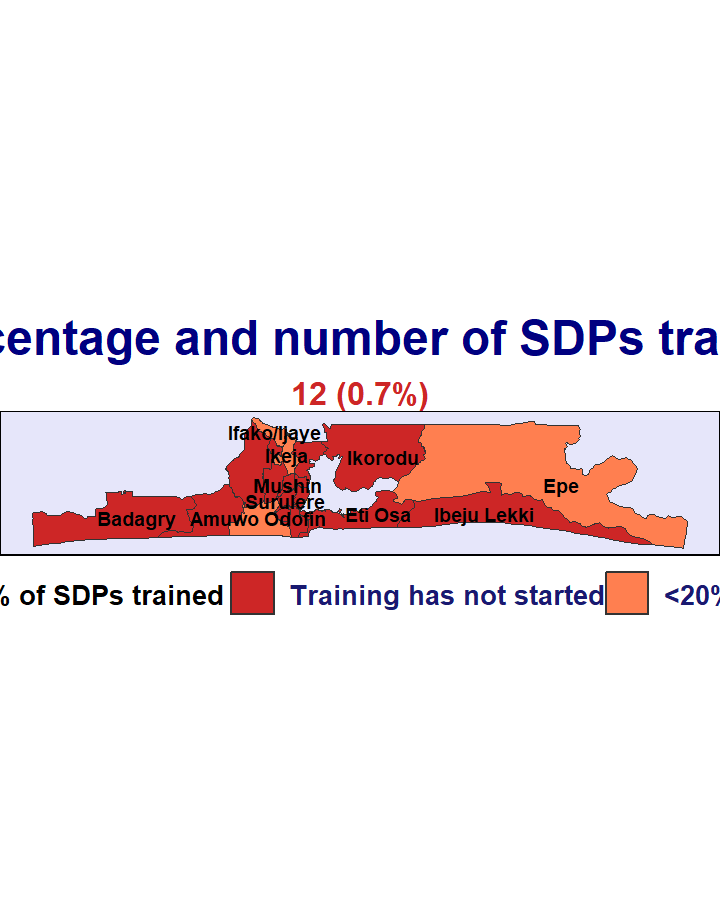 centage and number of SDPs tra
12 (0.7%)
Ifako/Ijaye
Ikeja
Ikorodu
Mushin
Epe
Surulere
Badagry Amuwo Odofin Eti Osa Ibeju Lekki
% of SDPs trained Training has not started <20%